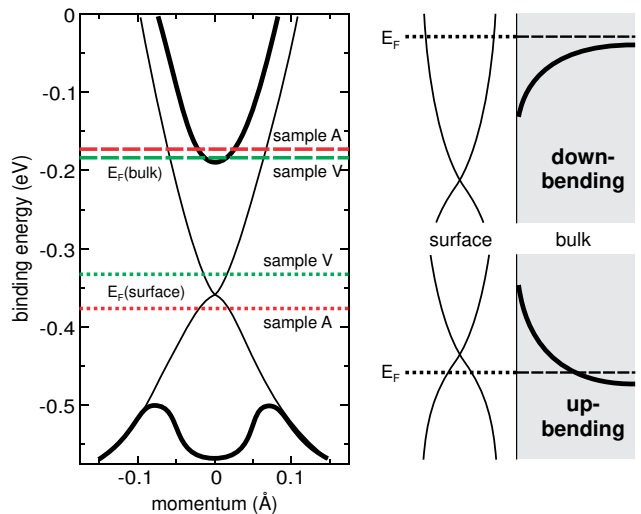 0
-0.1
-0.2
-0.3
-0.4
-0.5
binding energy (eV)
sample A
sample V
E_F(bulk)
sample V
E_F(surface)
sample A
-0.1
0
0.1
momentum (Å)
E_F
down-
bending
surface
bulk
E_F
up-
bending